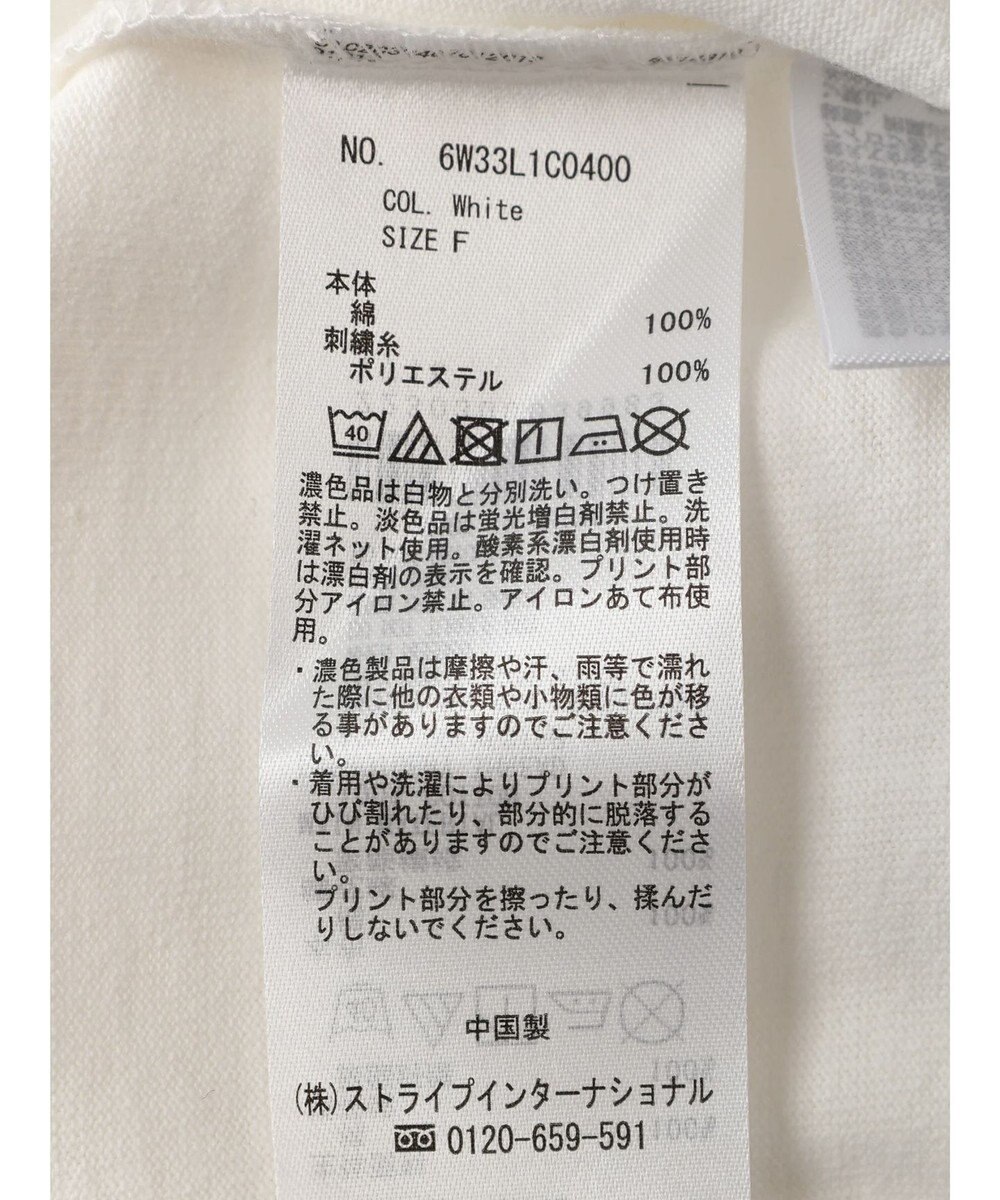 NO. 6W33L1C0400
COL. White
SIZE F
本体
綿 100%
刺繍糸
ポリエステル 100%
40
濃色品は白物と分別洗い。つけ置き
禁止。淡色品は蛍光増白剤禁止。洗
濯ネット使用。酸素系漂白剤使用時
は漂白剤の表示を確認。プリント部
分アイロン禁止。アイロンあて布使
用。
・濃色製品は摩擦や汗、雨等で濡れ
た際に他の衣類や小物類に色が移
る事がありますのでご注意くださ
い。
・着用や洗濯によりプリント部分が
ひび割れたり、部分的に脱落する
ことがありますのでご注意くださ
い。
プリント部分を擦ったり、揉んだ
りしないでください。
中国製
(株)ストライプインターナショナル
0120-659-591